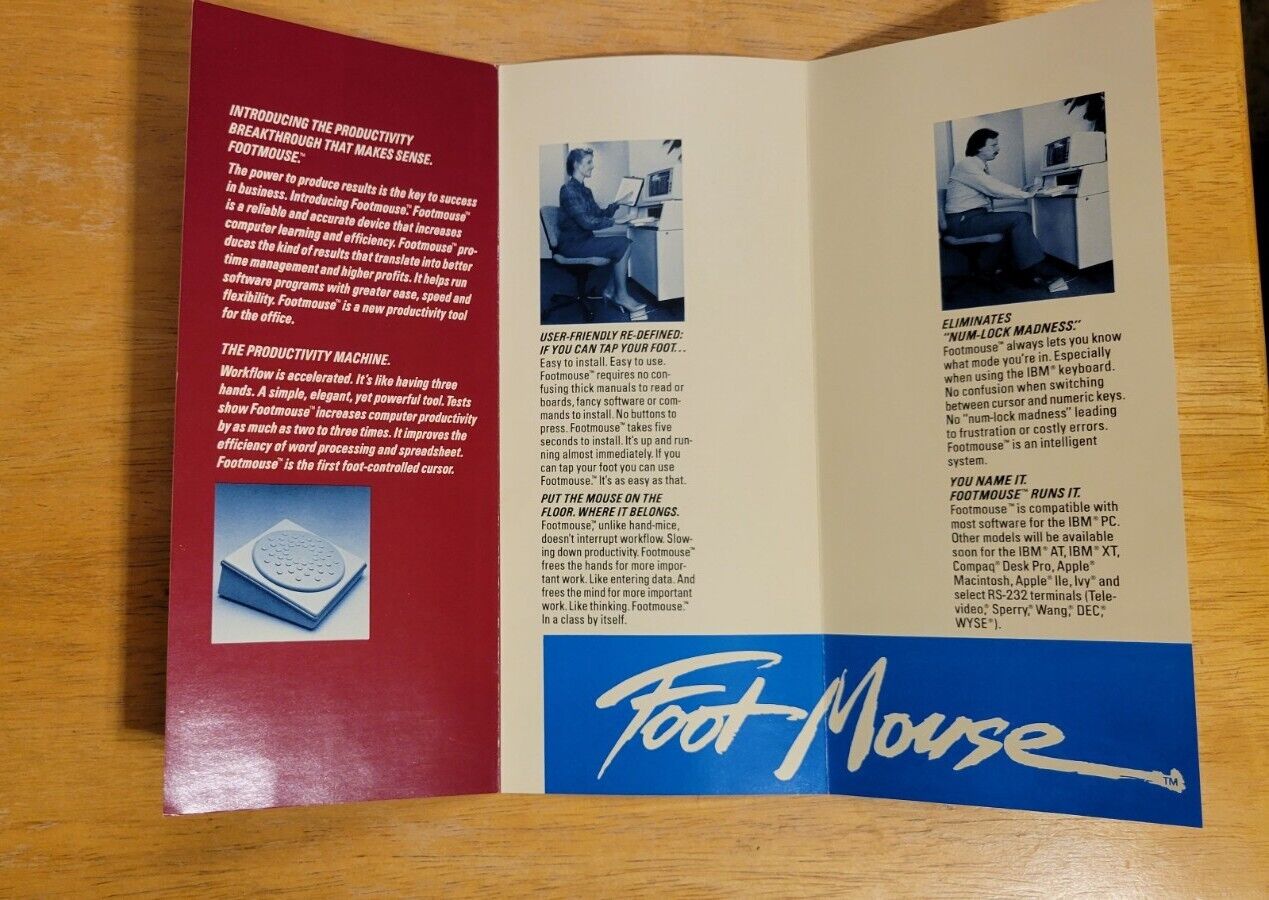 INTRODUCING THE PRODUCTIVITY
BREAKTHROUGH THAT MAKES SENSE.
FOOTMOUSE.™
The power to produce results is the key to success
in business. Introducing Footmouse.™ Footmouse™
is a reliable and accurate device that increases
computer learning and efficiency. Footmouse™ pro-
duces the kind of results that translate into better
time management and higher profits. It helps run
software programs with greater ease, speed and
flexibility. Footmouse™ is a new productivity tool
for the office.
THE PRODUCTIVITY MACHINE.
Workflow is accelerated. It's like having three
hands. A simple, elegant, yet powerful tool. Tests
show Footmouse™ increases computer productivity
by as much as two to three times. It improves the
efficiency of word processing and spreadsheet.
Footmouse™ is the first foot-controlled cursor.
USER-FRIENDLY RE-DEFINED:
IF YOU CAN TAP YOUR FOOT...
Easy to install. Easy to use.
Footmouse™ requires no con-
fusing thick manuals to read or
boards, fancy software or com-
mands to install. No buttons to
press. Footmouse™ takes five
seconds to install. It's up and run-
ning almost immediately. If you
can tap your foot you can use
Footmouse.™ It's as easy as that.
PUT THE MOUSE ON THE
FLOOR. WHERE IT BELONGS.
Footmouse,™ unlike hand-mice,
doesn't interrupt workflow. Slow-
ing down productivity. Footmouse™
frees the hands for more impor-
tant work. Like entering data. And
frees the mind for more important
work. Like thinking. Footmouse.™
In a class by itself.
ELIMINATES
"NUM-LOCK MADNESS."
Footmouse™ always lets you know
what mode you're in. Especially
when using the IBM® keyboard.
No confusion when switching
between cursor and numeric keys.
No "num-lock madness" leading
to frustration or costly errors.
Footmouse™ is an intelligent
system.
YOU NAME IT.
FOOTMOUSE™ RUNS IT.
Footmouse™ is compatible with
most software for the IBM® PC.
Other models will be available
soon for the IBM® AT, IBM® XT,
Compaq® Desk Pro, Apple®
Macintosh, Apple® IIe, Ivy® and
select RS-232 terminals (Tele-
video,® Sperry,® Wang,® DEC,®
WYSE®).
Foot Mouse™